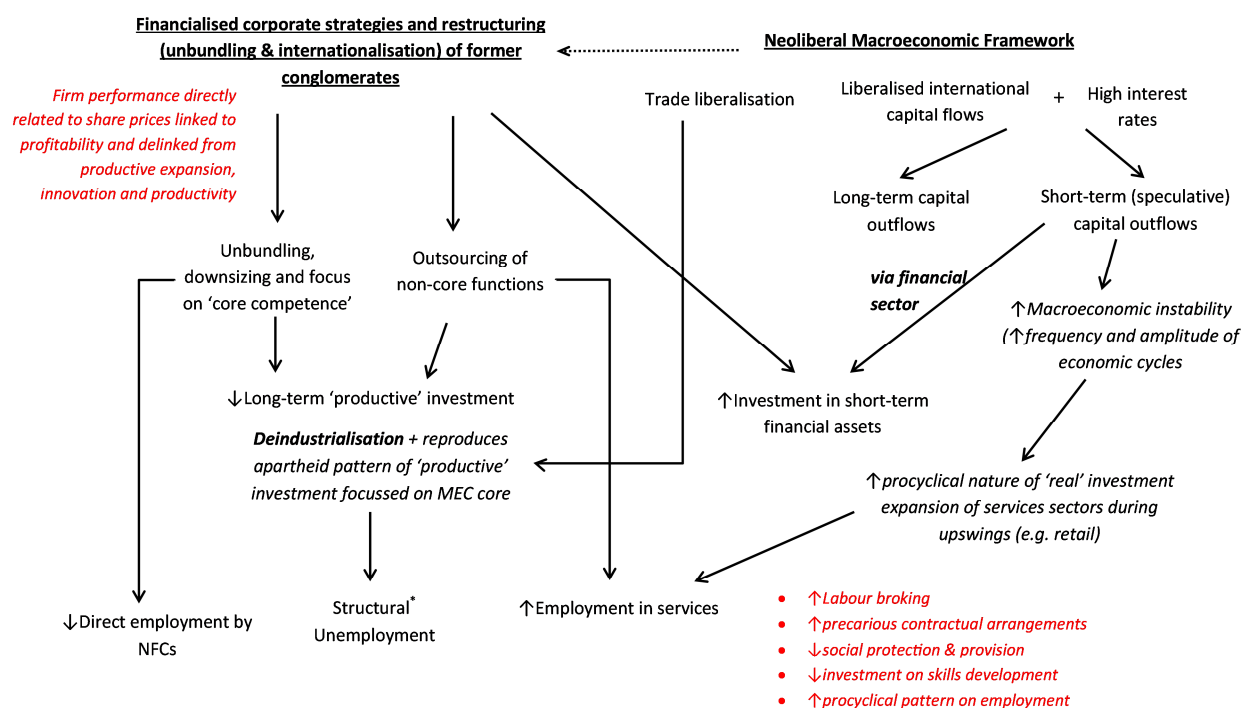 Financialised corporate strategies and restructuring
(unbundling & internationalisation) of former
conglomerates
Neoliberal Macroeconomic Framework
Firm performance directly
related to share prices linked to
profitability and delinked from
productive expansion,
innovation and productivity
Trade liberalisation
Liberalised international
capital flows
+
High interest
rates
Long-term capital
outflows
Short-term (speculative)
capital outflows
Unbundling,
downsizing and focus
on ‘core competence’
Outsourcing of
non-core functions
via financial
sector
↑Macroeconomic instability
(↑frequency and amplitude of
economic cycles
↓Long-term ‘productive’ investment
↑Investment in short-term
financial assets
Deindustrialisation + reproduces
apartheid pattern of ‘productive’
investment focussed on MEC core
↑procyclical nature of ‘real’ investment
expansion of services sectors during
upswings (e.g. retail)
↓Direct employment by
NFCs
Structural*
Unemployment
↑Employment in services
• ↑Labour broking
• ↑precarious contractual arrangements
• ↓social protection & provision
• ↓investment on skills development
• ↑procyclical pattern on employment